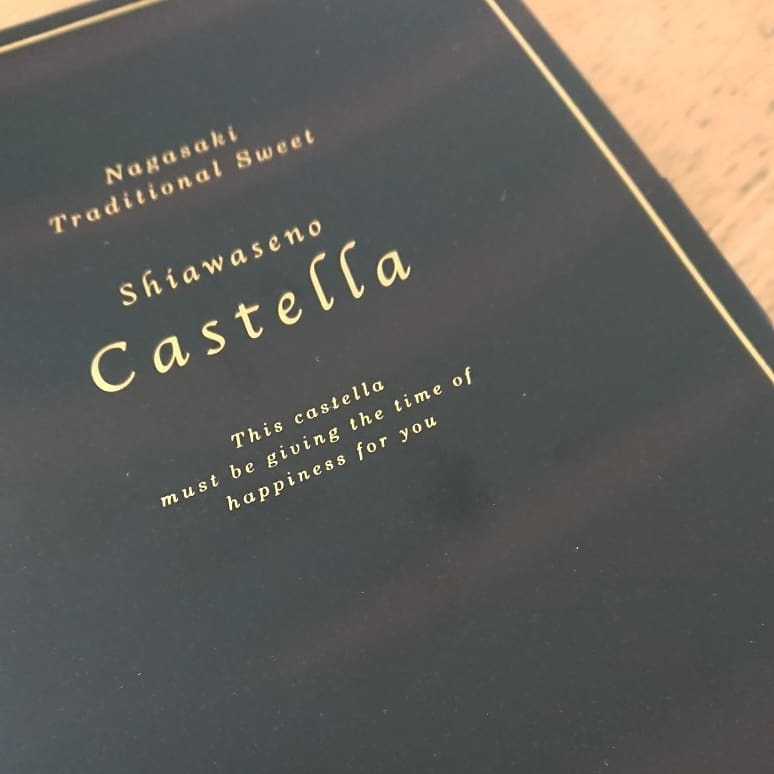 Nagasaki
Traditional Sweet
Shiawaseno
Castella
This castella
must be giving the time of
happiness for you